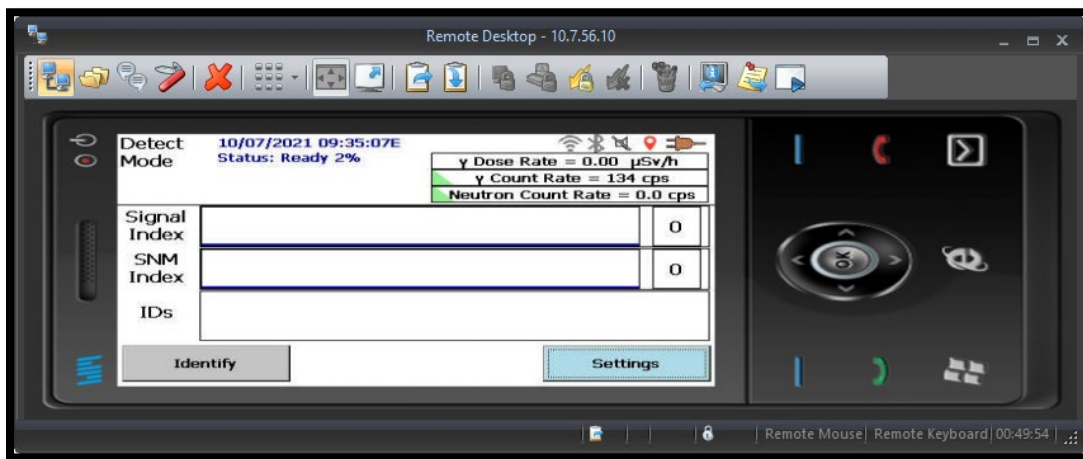 Remote Desktop - 10.7.56.10
Detect Mode
10/07/2021 09:35:07E
Status: Ready 2%
γ Dose Rate = 0.00 µSv/h
γ Count Rate = 134 cps
Neutron Count Rate = 0.0 cps
Signal Index
0
SNM Index
0
IDs
Identify
Settings
OK
Remote Mouse
Remote Keyboard
00:49:54